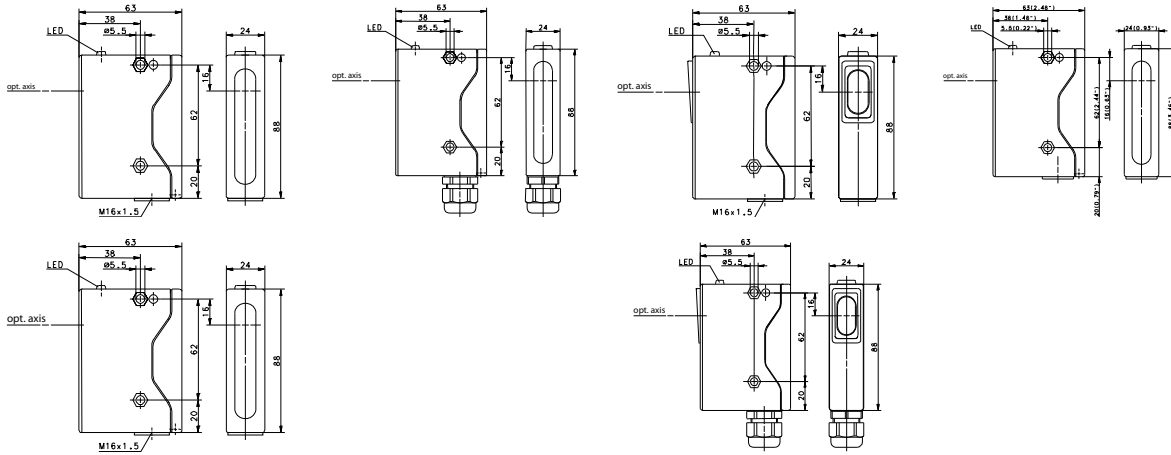 63
38
LED
ø5.5
24
opt. axis
16
62
88
20
M16x1.5
63
38
LED
ø5.5
24
opt. axis
16
62
88
20
63
38
LED
ø5.5
24
opt. axis
16
62
88
20
M16x1.5
63(2.48")
38(1.48")
5.5(0.22")
24(0.93")
LED
opt. axis
62(2.44")
16(0.63")
88(3.46")
20(0.79")
63
38
LED
ø5.5
24
opt. axis
16
62
88
20
M16x1.5
63
38
LED
ø5.5
24
opt. axis
16
62
88
20